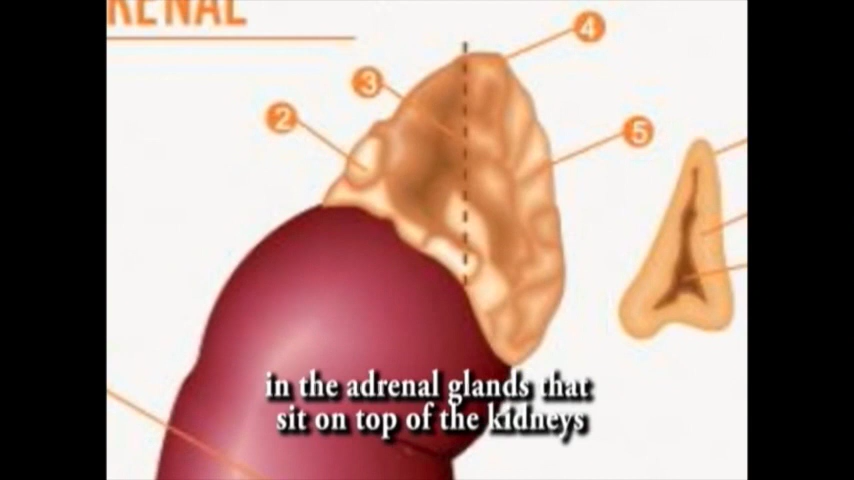 RENAL
4
3
2
5
in the adrenal glands that
sit on top of the kidneys